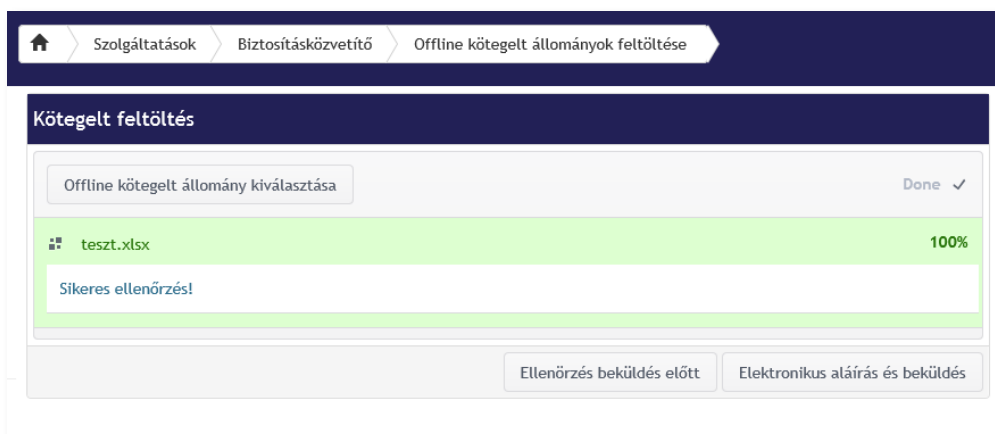 Szolgáltatások Biztosításközvetítő Offline kötegelt állományok feltöltése
Kötegelt feltöltés
Offline kötegelt állomány kiválasztása Done
teszt.xlsx 100%
Sikeres ellenőrzés!
Ellenörzés beküldés előtt Elektronikus aláírás és beküldés